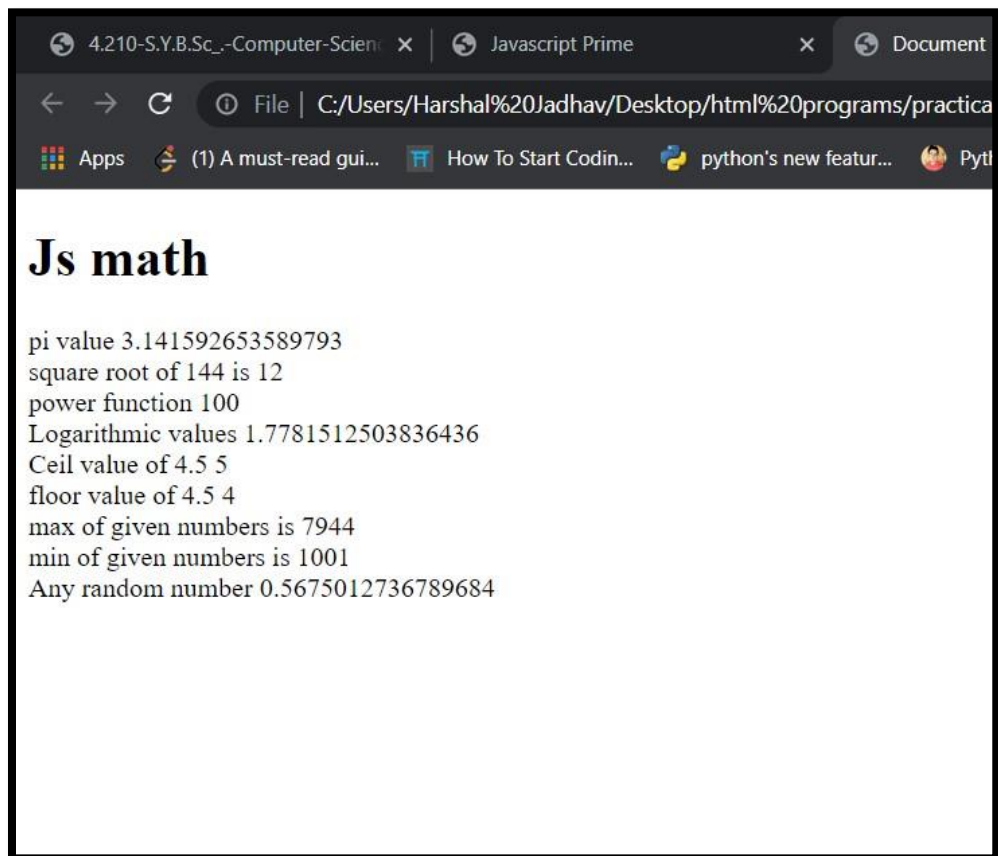 4.210-S.Y.B.Sc_.-Computer-Scien
Javascript Prime
Document
File | C:/Users/Harshal%20Jadhav/Desktop/html%20programs/practica
Apps (1) A must-read gui... How To Start Codin... python's new featur... Pyth
Js math
pi value 3.141592653589793
square root of 144 is 12
power function 100
Logarithmic values 1.7781512503836436
Ceil value of 4.5 5
floor value of 4.5 4
max of given numbers is 7944
min of given numbers is 1001
Any random number 0.5675012736789684